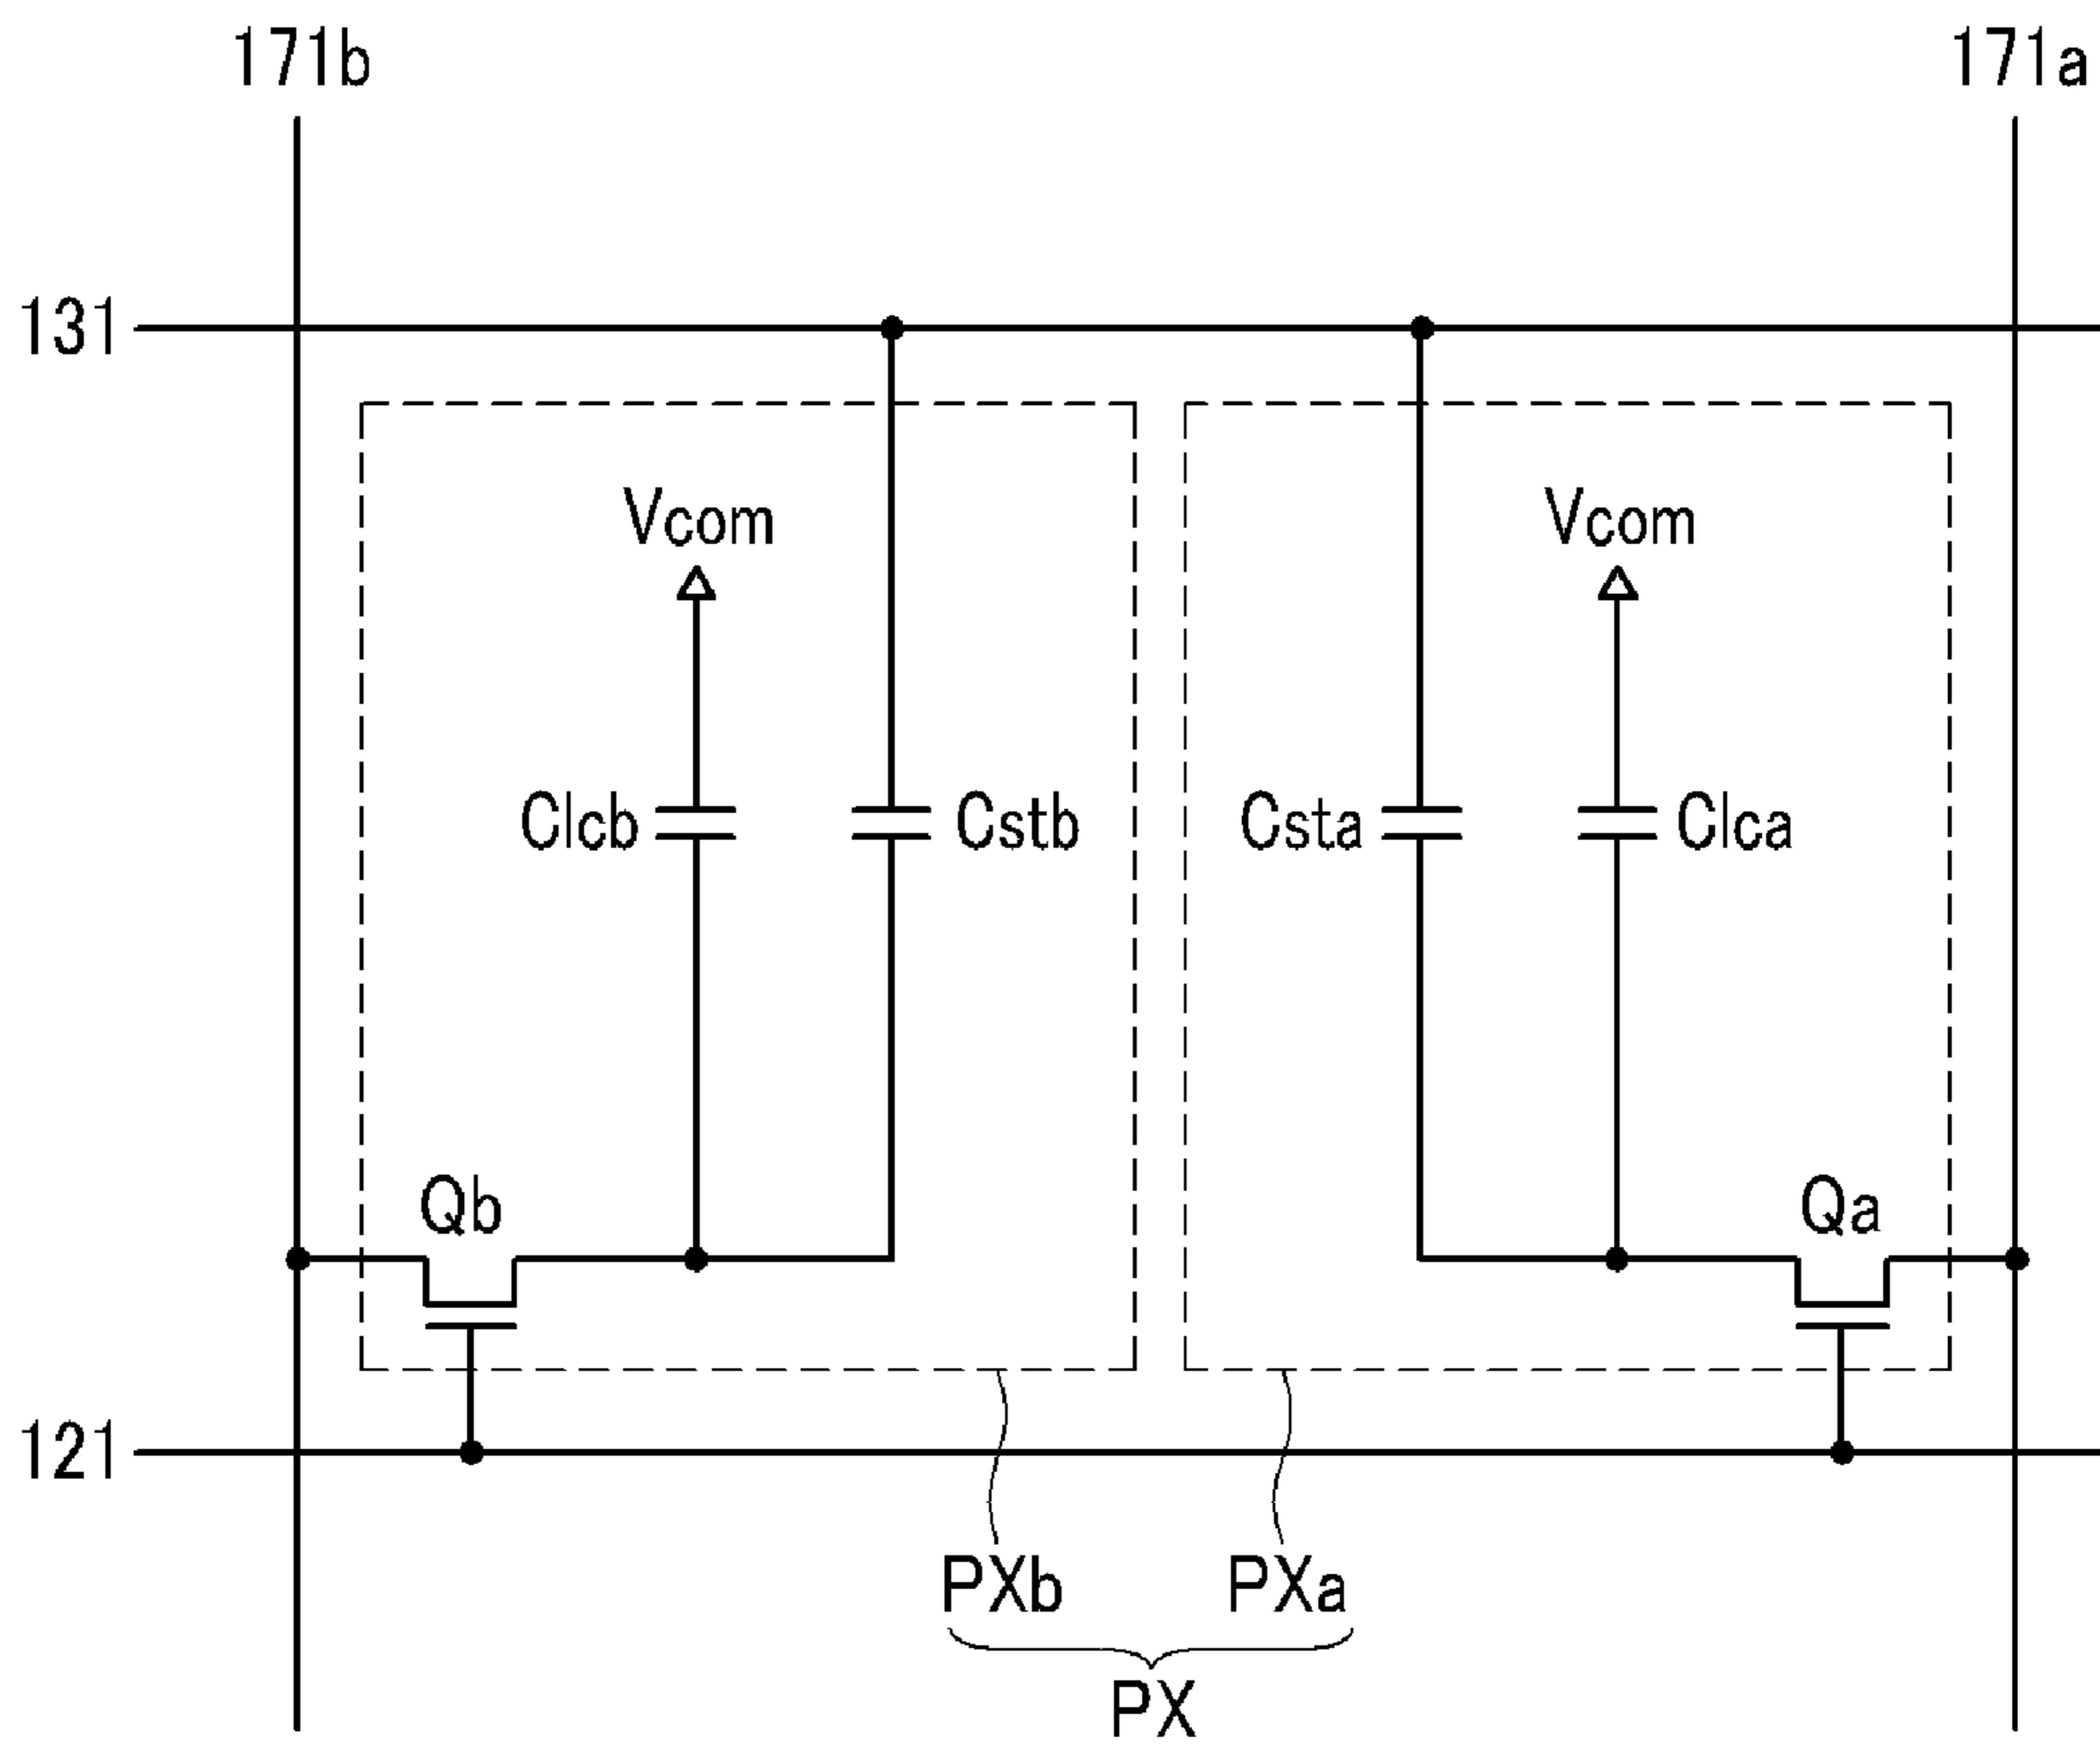 171b 171a
131
Vcom Vcom
Clcb Cstb Csta Clca
Qb Qa
121
PXb PXa
PX